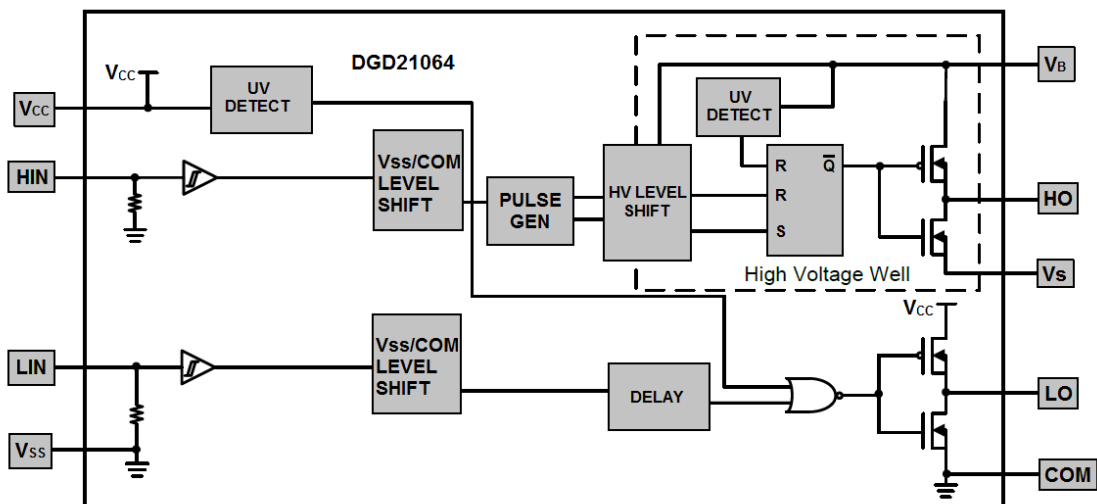 DGD21064
VCC
VCC
UV
DETECT
HIN
Vss/COM
LEVEL
SHIFT
PULSE
GEN
HV LEVEL
SHIFT
UV
DETECT
R
Q̅
R
S
High Voltage Well
VB
HO
Vs
LIN
Vss/COM
LEVEL
SHIFT
DELAY
VCC
LO
VSS
COM